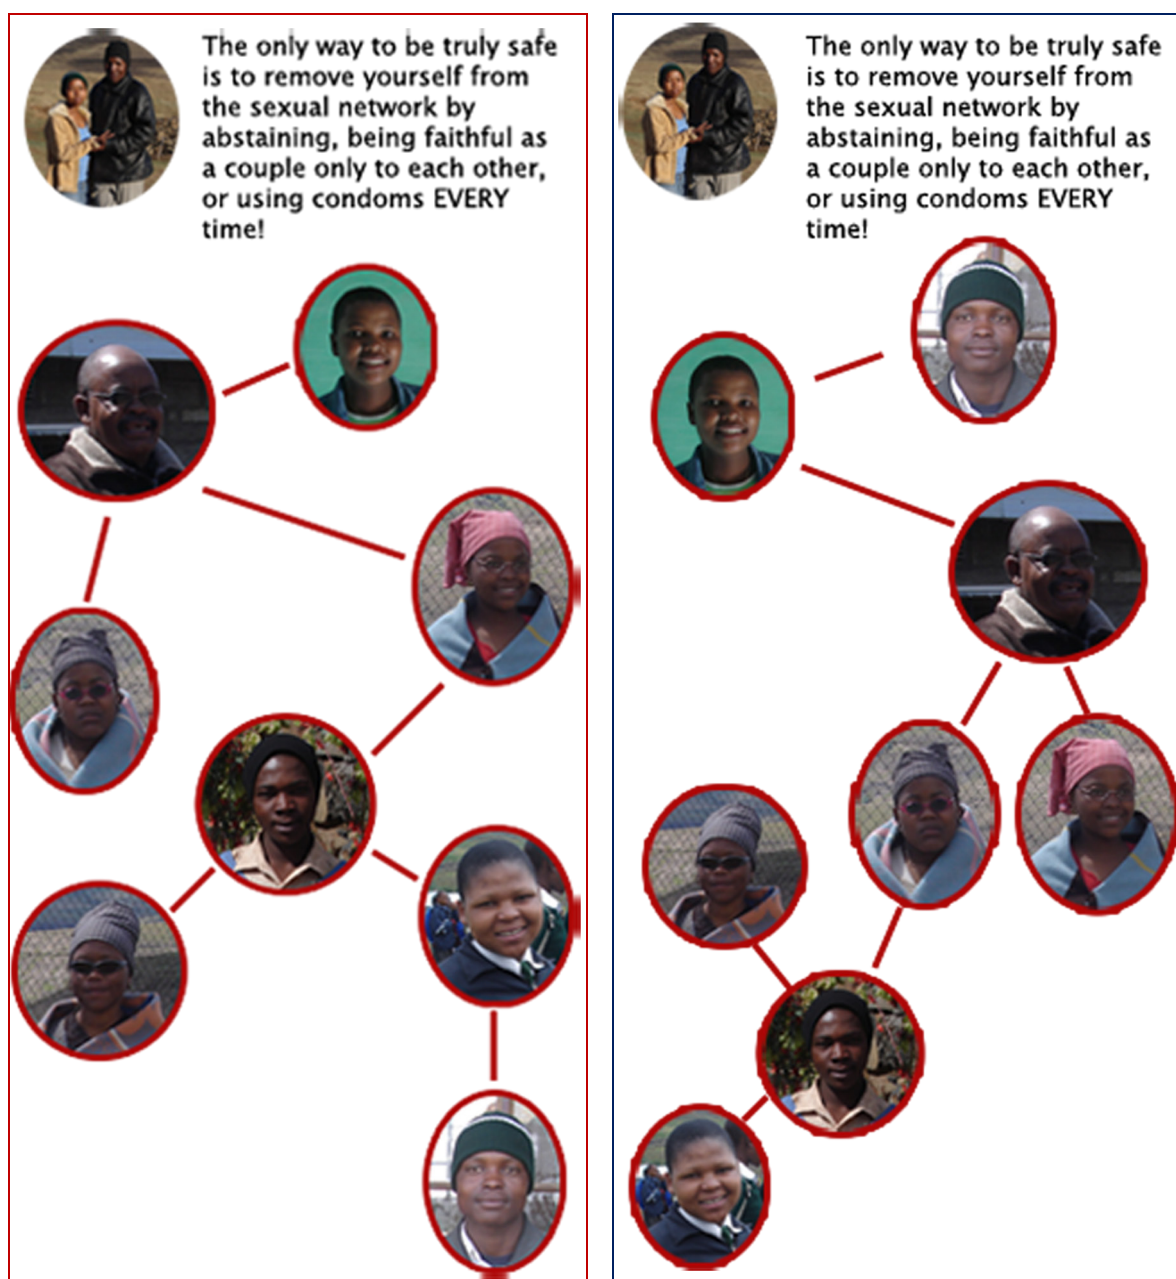 The only way to be truly safe
is to remove yourself from
the sexual network by
abstaining, being faithful as
a couple only to each other,
or using condoms EVERY
time!
The only way to be truly safe
is to remove yourself from
the sexual network by
abstaining, being faithful as
a couple only to each other,
or using condoms EVERY
time!